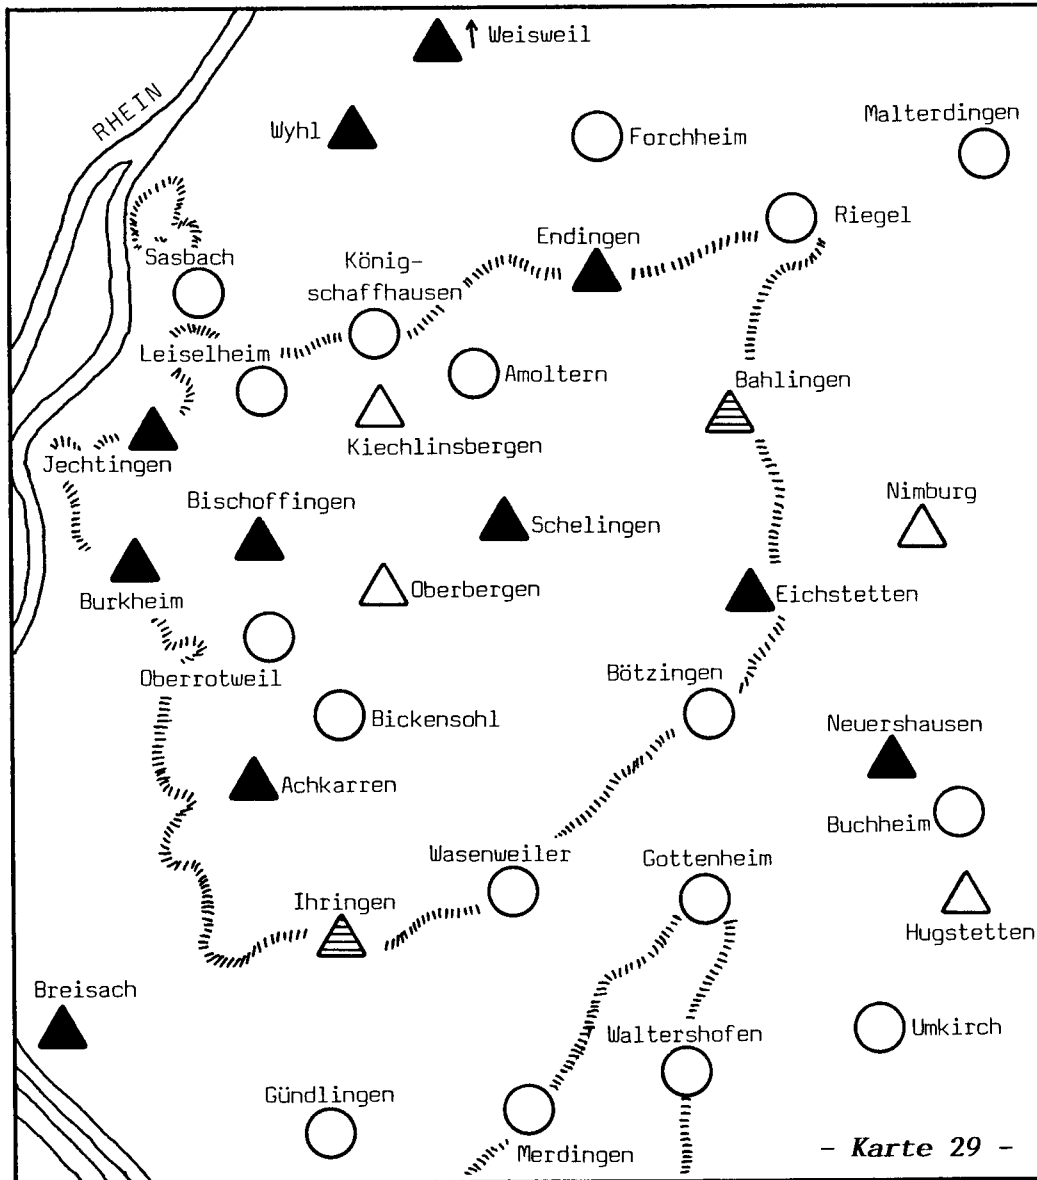 Weisweil
RHEIN
Wyhl
Forchheim
Malterdingen
Riegel
Endingen
Sasbach
König-
schaffhausen
Leiselheim
Amoltern
Bahlingen
Kiechlinsbergen
Jechtingen
Bischoffingen
Schelingen
Nimburg
Burkheim
Oberbergen
Eichstetten
Oberrotweil
Bötzingen
Bickensohl
Neuershausen
Achkarren
Buchheim
Wasenweiler
Gottenheim
Ihringen
Hugstetten
Breisach
Umkirch
Waltershofen
Gündlingen
Merdingen
- Karte 29 -